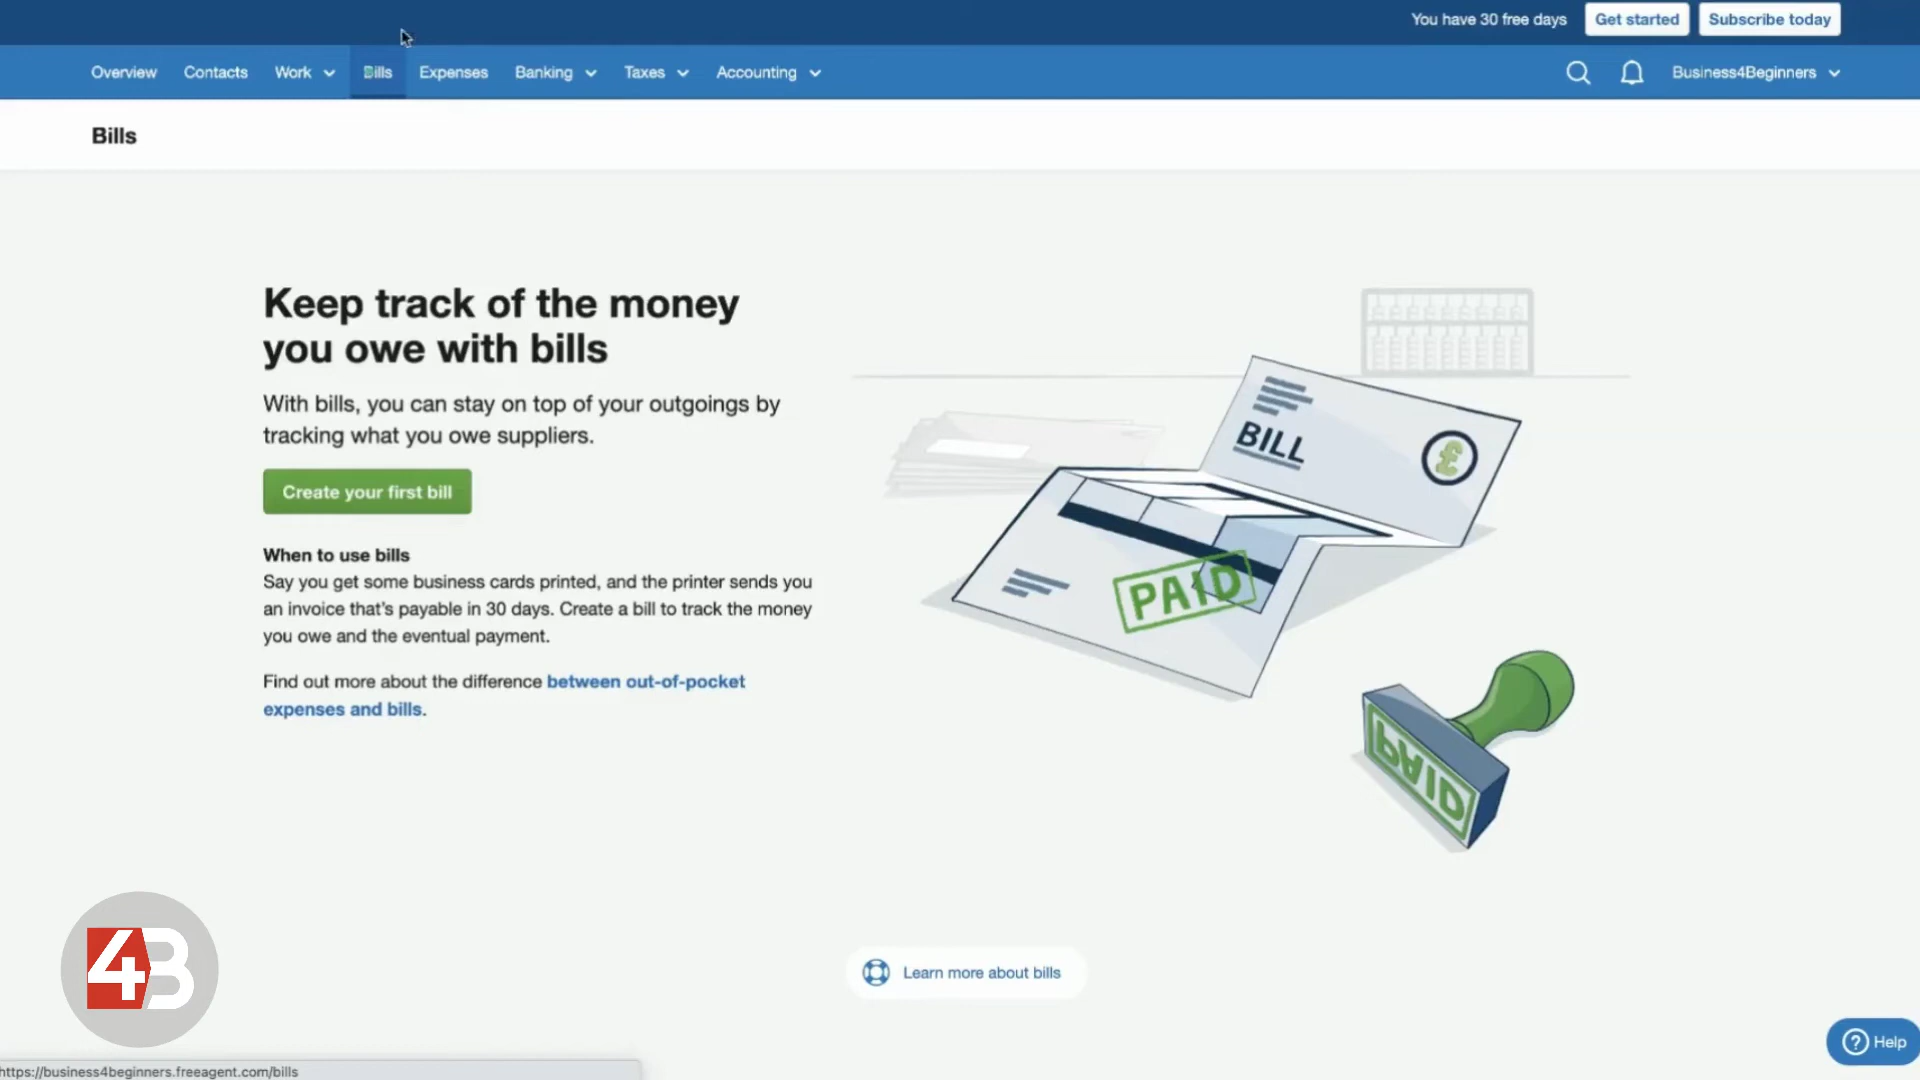 You have 30 free days Get started Subscribe today
Overview Contacts Work Bills Expenses Banking Taxes Accounting Business4Beginners
Bills
Keep track of the money
you owe with bills
With bills, you can stay on top of your outgoings by
tracking what you owe suppliers.
Create your first bill
When to use bills
Say you get some business cards printed, and the printer sends you
an invoice that's payable in 30 days. Create a bill to track the money
you owe and the eventual payment.
Find out more about the difference between out-of-pocket
expenses and bills.
BILL
£
PAID
PAID
Learn more about bills
4B
? Help
https://business4beginners.freeagent.com/bills